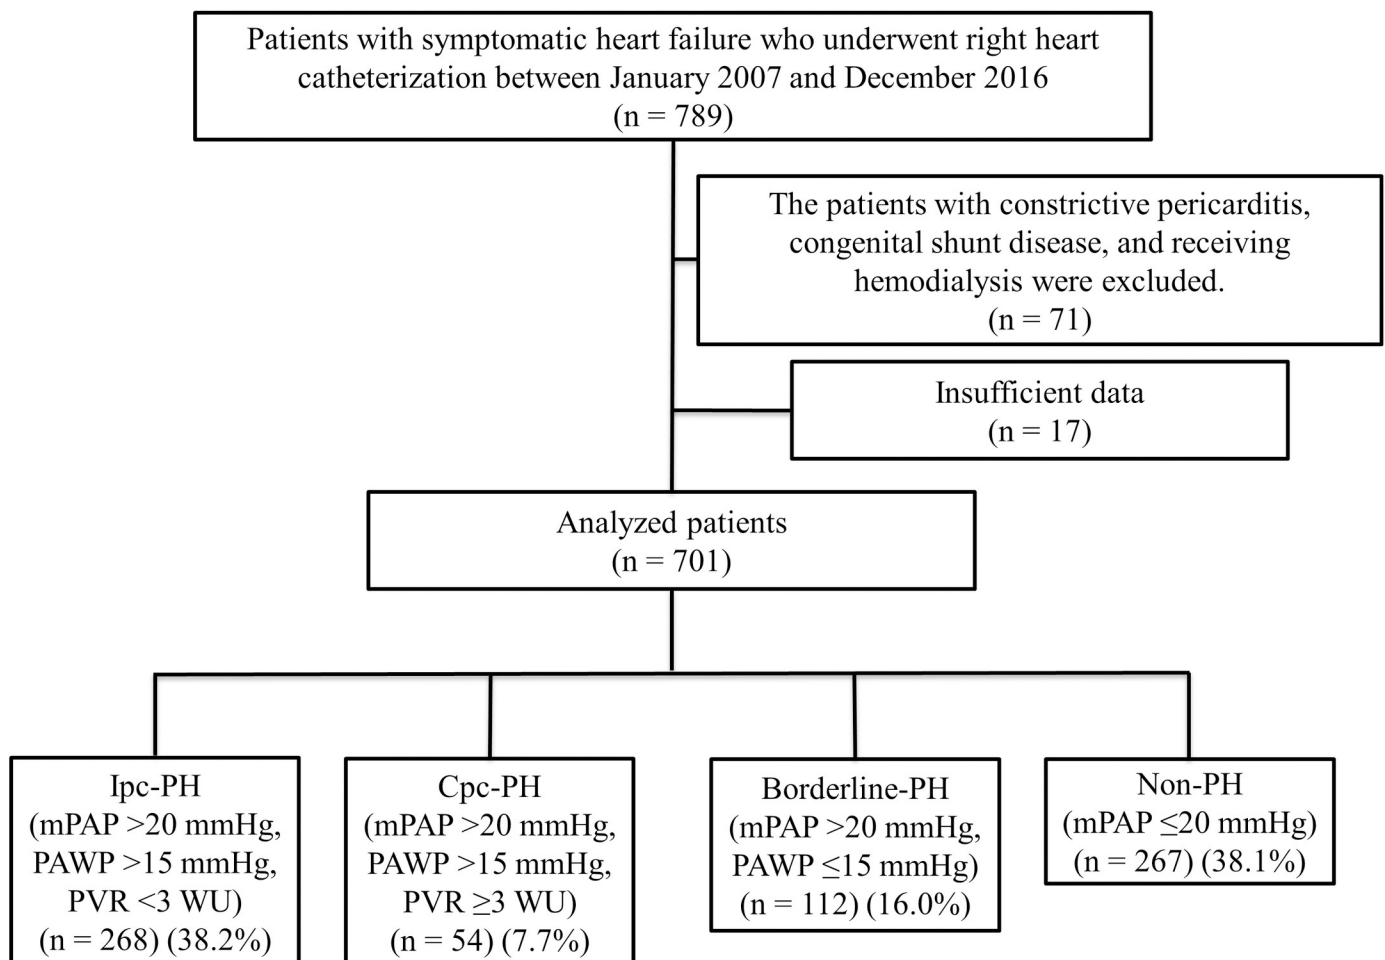 Patients with symptomatic heart failure who underwent right heart
catheterization between January 2007 and December 2016
(n = 789)
The patients with constrictive pericarditis,
congenital shunt disease, and receiving
hemodialysis were excluded.
(n = 71)
Insufficient data
(n = 17)
Analyzed patients
(n = 701)
Ipc-PH
(mPAP >20 mmHg,
PAWP >15 mmHg,
PVR <3 WU)
(n = 268) (38.2%)
Cpc-PH
(mPAP >20 mmHg,
PAWP >15 mmHg,
PVR ≥3 WU)
(n = 54) (7.7%)
Borderline-PH
(mPAP >20 mmHg,
PAWP ≤15 mmHg)
(n = 112) (16.0%)
Non-PH
(mPAP ≤20 mmHg)
(n = 267) (38.1%)